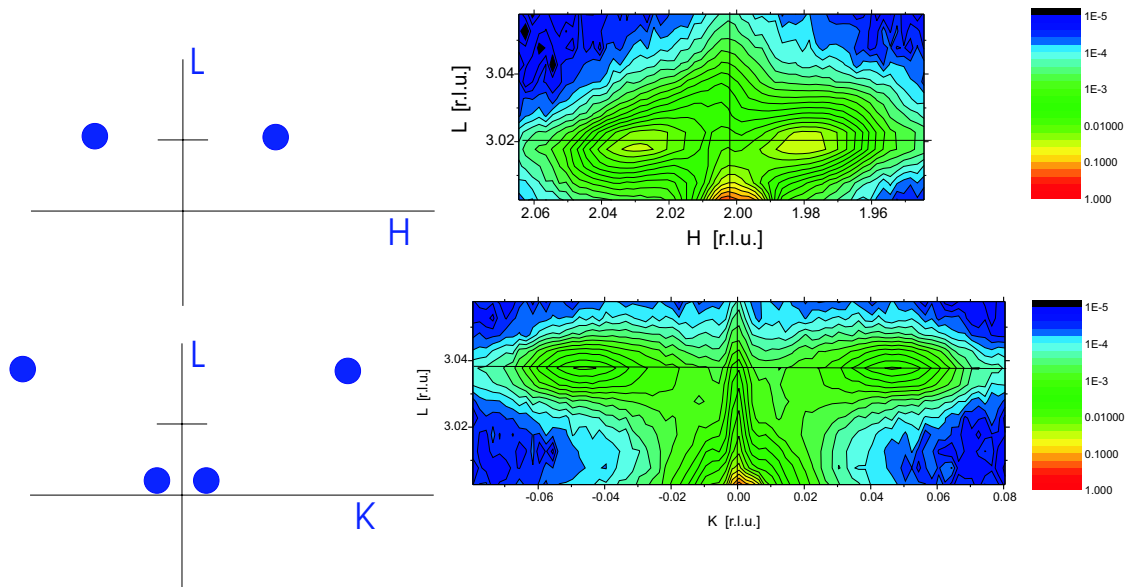 L
H
3.04
3.02
L [r.l.u.]
2.06
2.04
2.02
2.00
1.98
1.96
H [r.l.u.]
1E-5
1E-4
1E-3
0.01000
0.1000
1.000
L
K
3.04
3.02
L [r.l.u.]
-0.06
-0.04
-0.02
0.00
0.02
0.04
0.06
0.08
K [r.l.u.]
1E-5
1E-4
1E-3
0.01000
0.1000
1.000